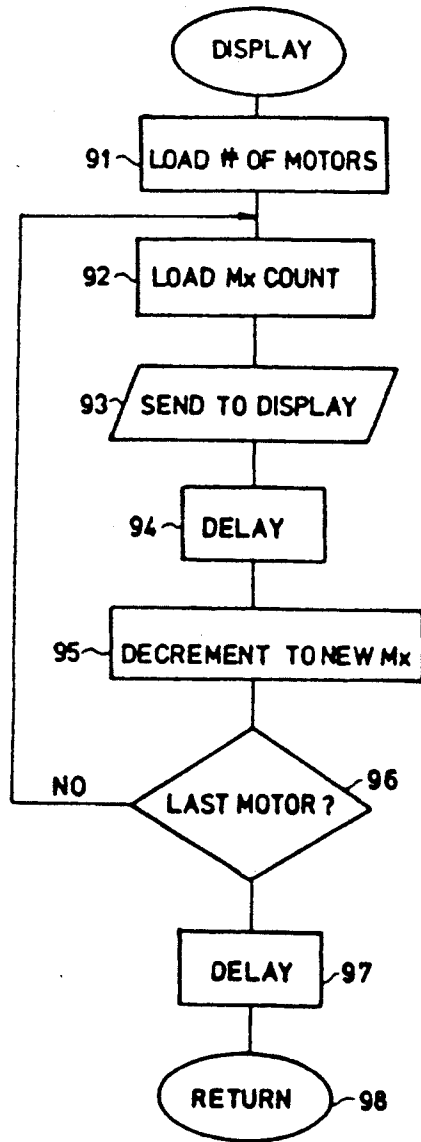 DISPLAY
91 LOAD # OF MOTORS
92 LOAD Mx COUNT
93 SEND TO DISPLAY
94 DELAY
95 DECREMENT TO NEW Mx
96
NO
LAST MOTOR ?
DELAY 97
RETURN 98